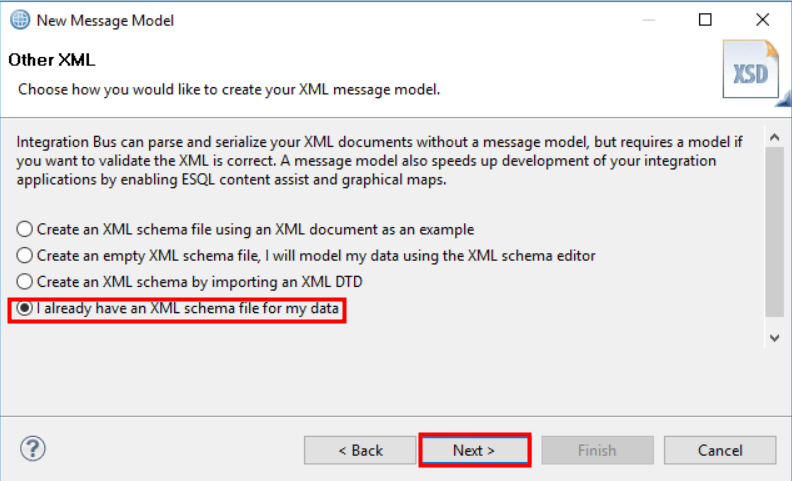 New Message Model
Other XML
Choose how you would like to create your XML message model.
XSD
Integration Bus can parse and serialize your XML documents without a message model, but requires a model if
you want to validate the XML is correct. A message model also speeds up development of your integration
applications by enabling ESQL content assist and graphical maps.
Create an XML schema file using an XML document as an example
Create an empty XML schema file, I will model my data using the XML schema editor
Create an XML schema by importing an XML DTD
I already have an XML schema file for my data
?
< Back
Next >
Finish
Cancel